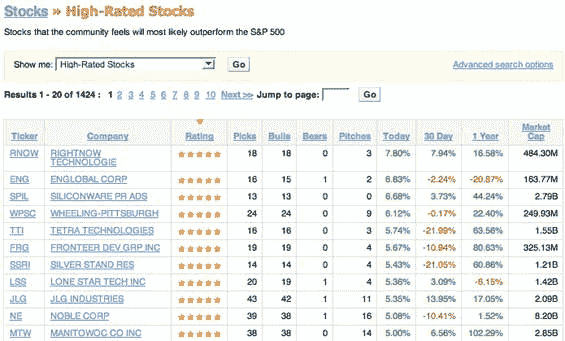 Stocks » High-Rated Stocks
Stocks that the community feels will most likely outperform the S&P 500
Show me: High-Rated Stocks Go Advanced search options
Results 1 - 20 of 1424 : 1 2 3 4 5 6 7 8 9 10 Next >> Jump to page: Go
Ticker Company Rating Picks Bulls Bears Pitches Today 30 Day 1 Year Market Cap
RNOW RIGHTNOW TECHNOLOGIE 18 18 0 3 7.80% 7.94% 16.58% 484.30M
ENG ENGLOBAL CORP 16 15 1 2 6.83% -2.24% -20.87% 163.77M
SPIL SILICONWARE PR ADS 13 13 0 0 6.68% 3.73% 44.24% 2.79B
WPSC WHEELING-PITTSBURGH 24 24 0 9 6.12% -0.17% 22.40% 249.93M
TTI TETRA TECHNOLOGIES 16 16 0 3 5.74% -21.99% 63.56% 1.55B
FRG FRONTEER DEV GRP INC 19 19 0 4 5.67% -10.94% 80.63% 325.13M
SSRI SILVER STAND RES 14 14 0 4 5.43% -21.05% 60.86% 1.21B
LSS LONE STAR TECH INC 20 19 1 4 5.36% 3.09% -6.15% 1.42B
JLG JLG INDUSTRIES 43 42 1 11 5.35% 13.95% 17.05% 2.09B
NE NOBLE CORP 39 38 1 16 5.08% -10.41% 1.52% 8.20B
MTW MANITOWOC CO INC 38 38 0 14 5.00% 6.56% 102.29% 2.85B